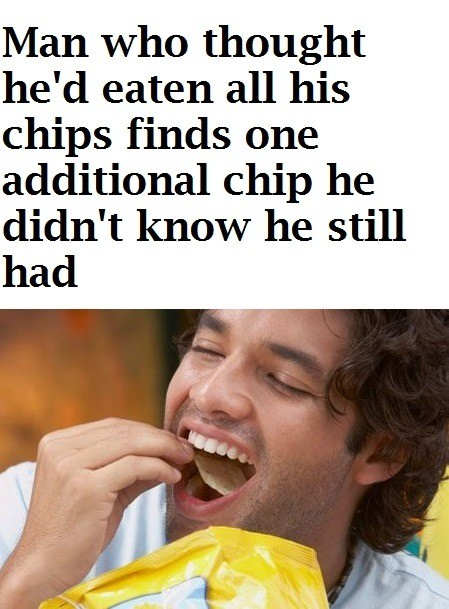 Man who thought
he'd eaten all his
chips finds one
additional chip he
didn't know he still
had